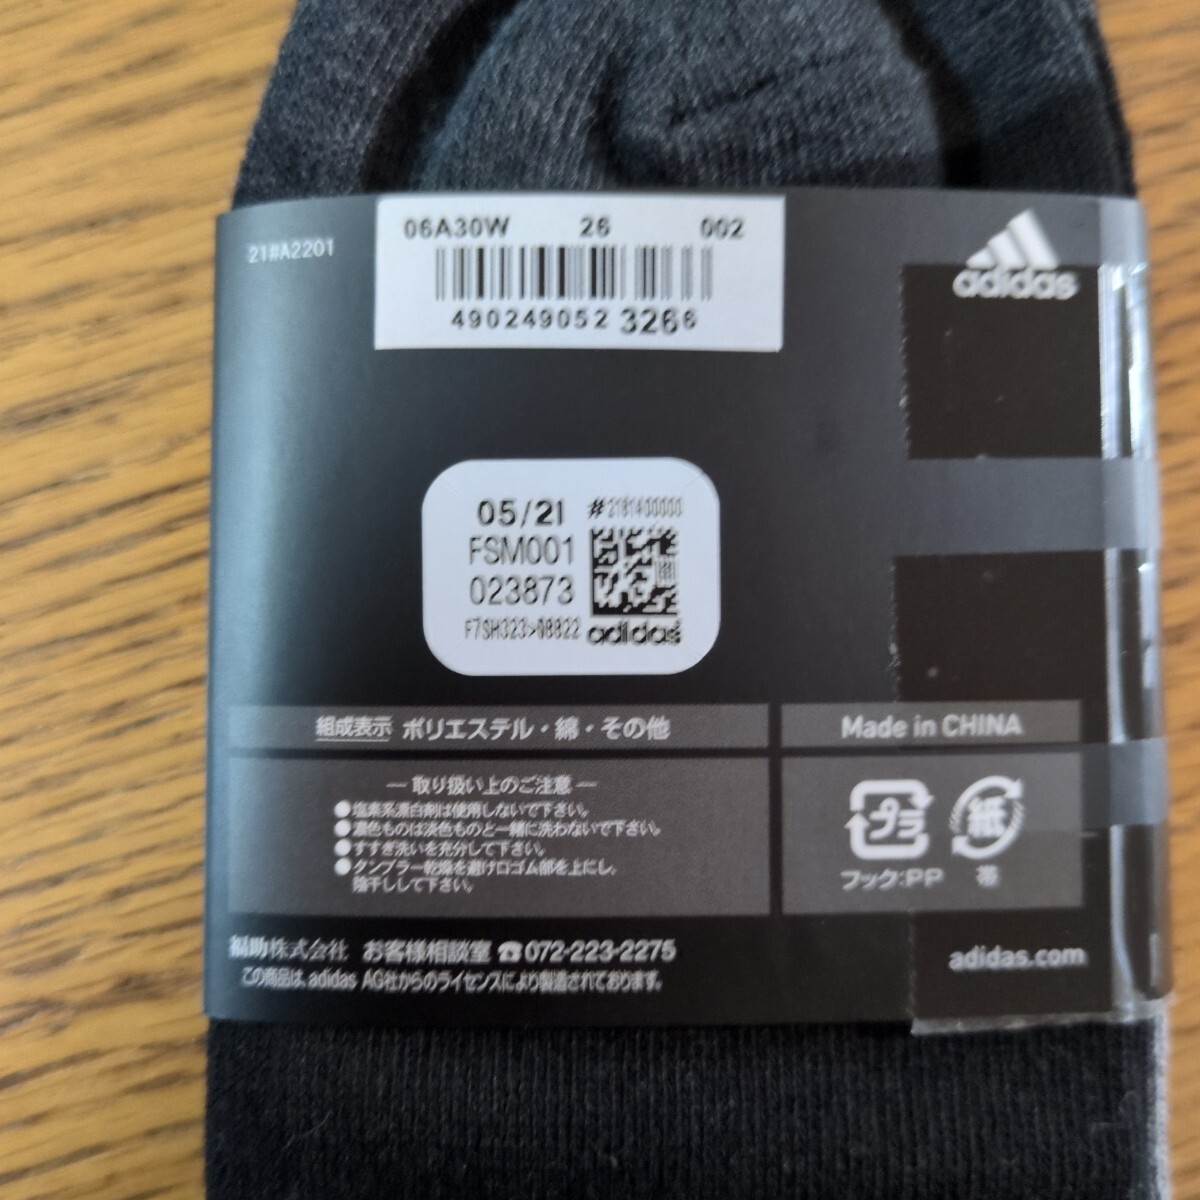 21#A2201
06A30W 26 002
490249052 3266
adidas
05/21 #2181400000
FSM001
023873
F7SH323>08822 adidas
組成表示 ポリエステル・綿・その他
Made in CHINA
― 取り扱い上のご注意 ―
●塩素系漂白剤は使用しないで下さい。
●濃色ものは淡色ものと一緒に洗わないで下さい。
●すすぎ洗いを充分して下さい。
●タンブラー乾燥を避け口ゴム部を上にし、
陰干しして下さい。
プラ 紙
フック:PP 帯
福助株式会社 お客様相談室 ☎072-223-2275
この商品は、adidas AG社からのライセンスにより製造されております。
adidas.com